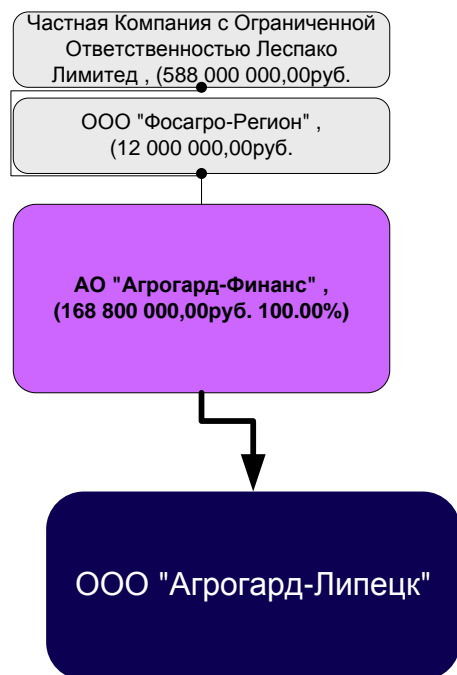 Частная Компания с Ограниченной
Ответственностью Леспако
Лимитед , (588 000 000,00руб.
ООО "Фосагро-Регион" ,
(12 000 000,00руб.
АО "Агрогард-Финанс" ,
(168 800 000,00руб. 100.00%)
ООО "Агрогард-Липецк"